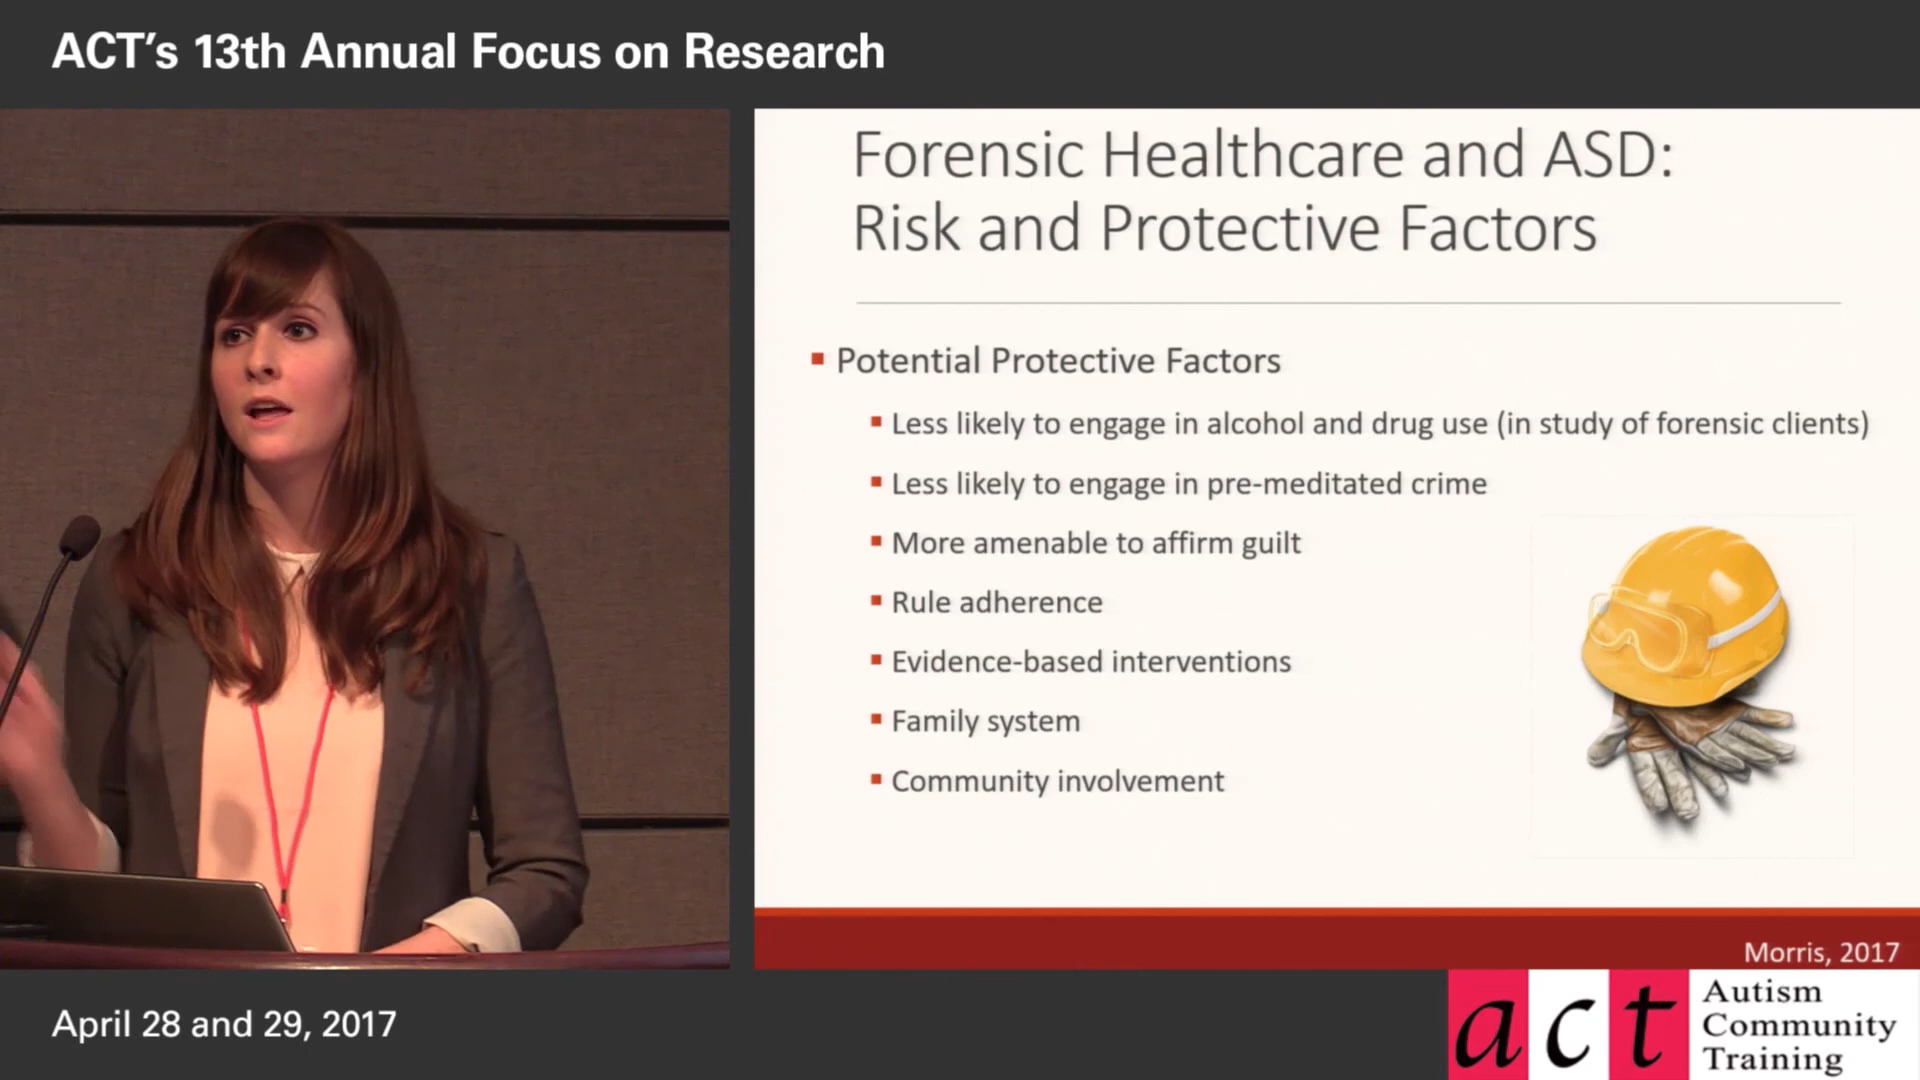 ACT's 13th Annual Focus on Research
Forensic Healthcare and ASD:
Risk and Protective Factors
Potential Protective Factors
Less likely to engage in alcohol and drug use (in study of forensic clients)
Less likely to engage in pre-meditated crime
More amenable to affirm guilt
Rule adherence
Evidence-based interventions
Family system
Community involvement
Morris, 2017
April 28 and 29, 2017
act
Autism
Community
Training